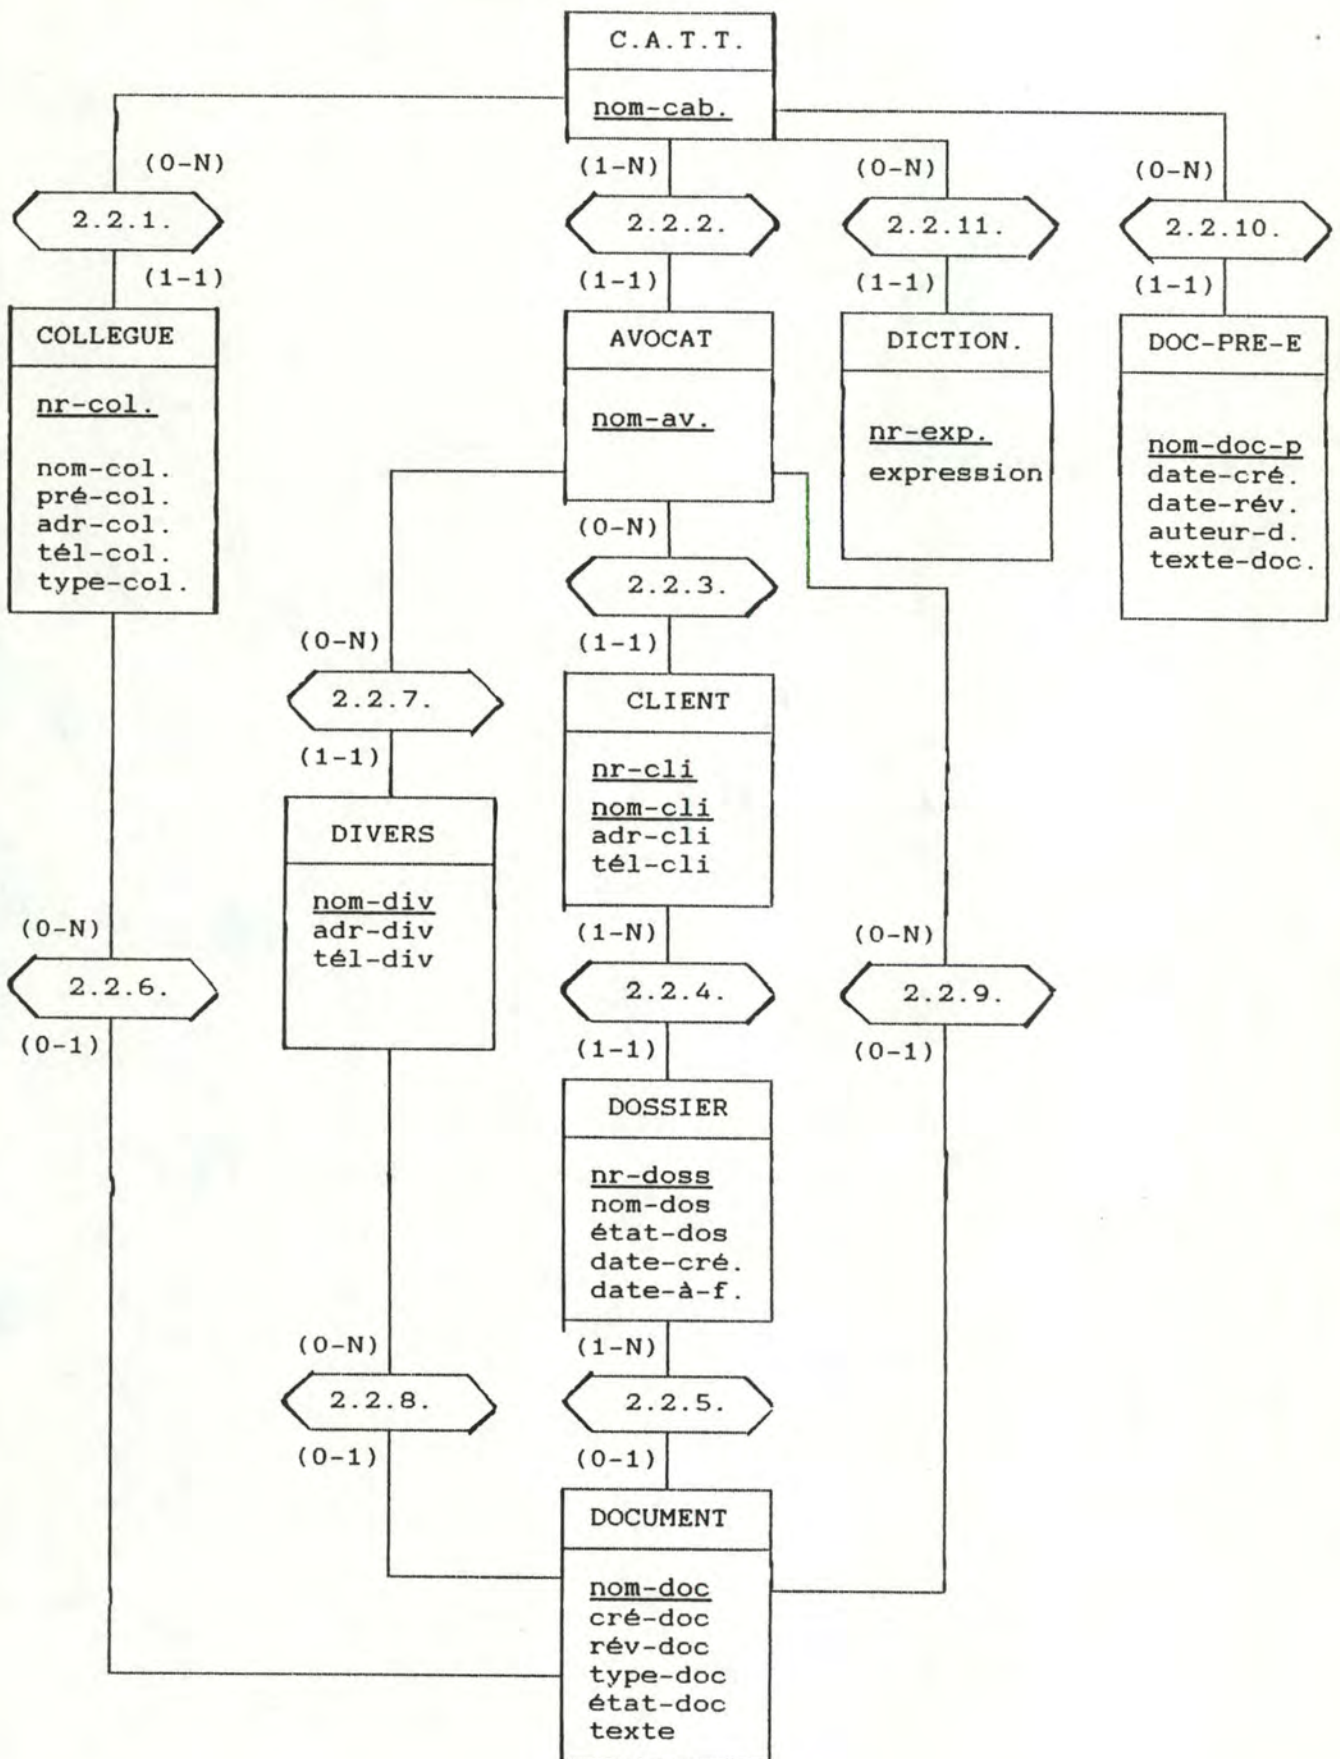 C.A.T.T.
nom-cab.
(0-N)
(1-N)
(0-N)
(0-N)
2.2.1.
2.2.2.
2.2.11.
2.2.10.
(1-1)
(1-1)
(1-1)
(1-1)
COLLEGUE
nr-col.
nom-col.
pré-col.
adr-col.
tél-col.
type-col.
AVOCAT
nom-av.
DICTION.
nr-exp.
expression
DOC-PRE-E
nom-doc-p
date-cré.
date-rév.
auteur-d.
texte-doc.
(0-N)
2.2.3.
(1-1)
(0-N)
2.2.7.
(1-1)
CLIENT
nr-cli
nom-cli
adr-cli
tél-cli
DIVERS
nom-div
adr-div
tél-div
(0-N)
2.2.6.
(0-1)
(1-N)
2.2.4.
(1-1)
(0-N)
2.2.9.
(0-1)
DOSSIER
nr-doss
nom-dos
état-dos
date-cré.
date-à-f.
(0-N)
2.2.8.
(0-1)
(1-N)
2.2.5.
(0-1)
DOCUMENT
nom-doc
cré-doc
rév-doc
type-doc
état-doc
texte